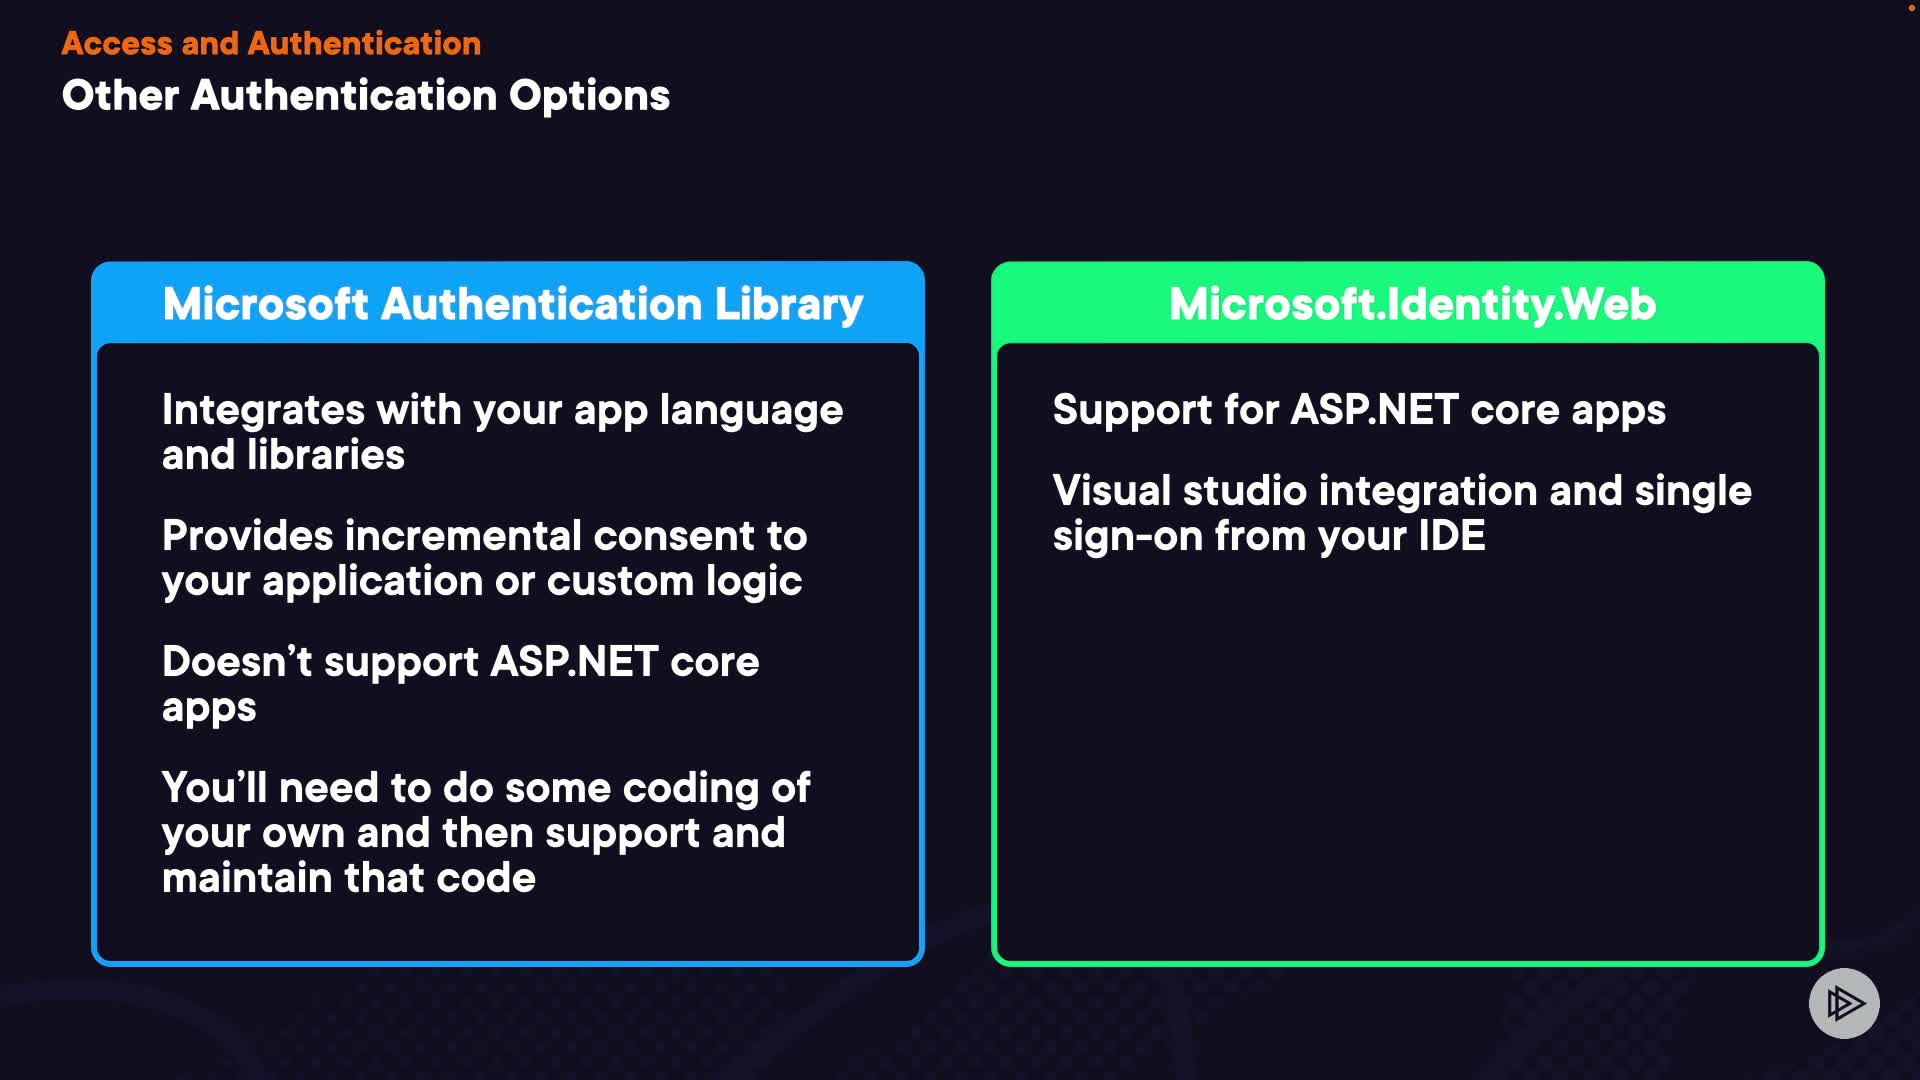 Access and Authentication
Other Authentication Options
Microsoft Authentication Library
Integrates with your app language
and libraries
Provides incremental consent to
your application or custom logic
Doesn’t support ASP.NET core
apps
You’ll need to do some coding of
your own and then support and
maintain that code
Microsoft.Identity.Web
Support for ASP.NET core apps
Visual studio integration and single
sign-on from your IDE